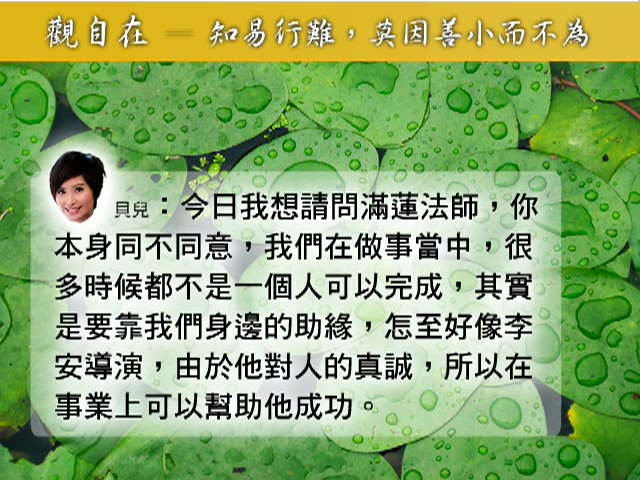 觀自在 — 知易行難，莫因善小而不為
貝兒：今日我想請問滿蓮法師，你
本身同不同意，我們在做事當中，很
多時候都不是一個人可以完成，其實
是要靠我們身邊的助緣，怎至好像李
安導演，由於他對人的真誠，所以在
事業上可以幫助他成功。